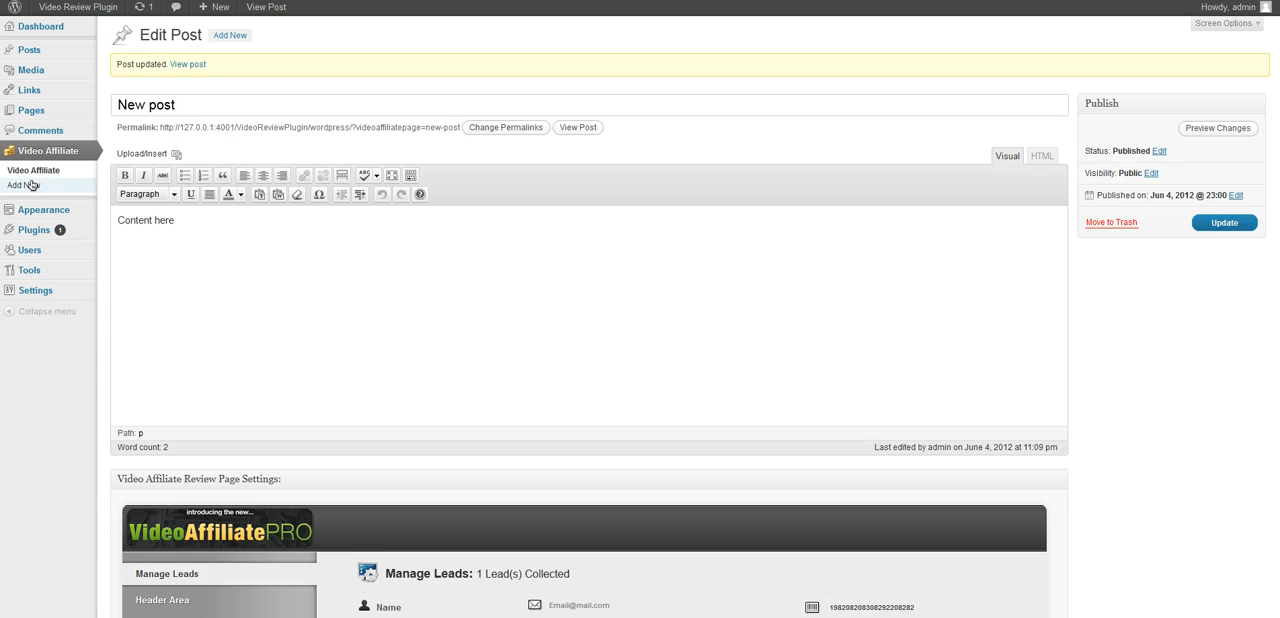 Video Review Plugin 1 + New View Post Howdy, admin
Screen Options
Dashboard
Posts
Media
Links
Pages
Comments
Video Affiliate
Video Affiliate
Add New
Appearance
Plugins 1
Users
Tools
Settings
Collapse menu
Edit Post Add New
Post updated. View post
New post
Permalink: http://127.0.0.1:4001/VideoReviewPlugin/wordpress/?videoaffiliatepage=new-post Change Permalinks View Post
Upload/Insert
Visual HTML
B I ABC ABC
Paragraph U A Ω
Content here
Path: p
Word count: 2 Last edited by admin on June 4, 2012 at 11:09 pm
Publish
Preview Changes
Status: Published Edit
Visibility: Public Edit
Published on: Jun 4, 2012 @ 23:00 Edit
Move to Trash Update
Video Affiliate Review Page Settings:
introducing the new...
VideoAffiliatePRO
Manage Leads
Header Area
Manage Leads: 1 Lead(s) Collected
Name Email@mail.com 198208208308292208282